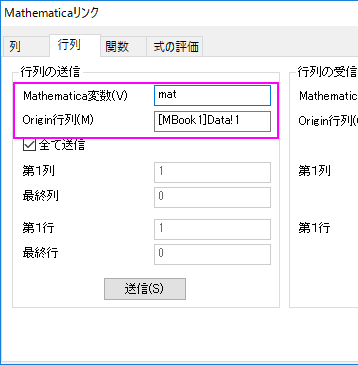 Mathematicaリンク
列 行列 関数 式の評価
行列の送信
Mathematica変数(V) mat
Origin行列(M) [MBook1]Data!1
全て送信
第1列 1
最終列 0
第1行 1
最終行 0
送信(S)
行列の受信
Mathematic
Origin行列(
第1列
第1行